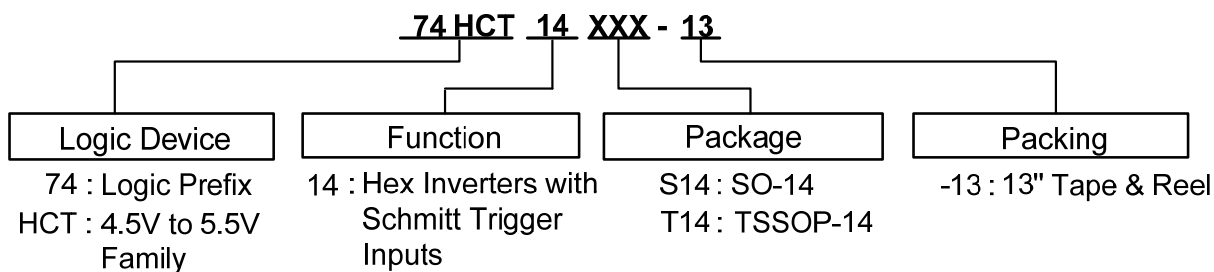 74 HCT 14 XXX - 13
Logic Device
74 : Logic Prefix
HCT : 4.5V to 5.5V
Family
Function
14 : Hex Inverters with
Schmitt Trigger
Inputs
Package
S14 : SO-14
T14 : TSSOP-14
Packing
-13 : 13" Tape & Reel